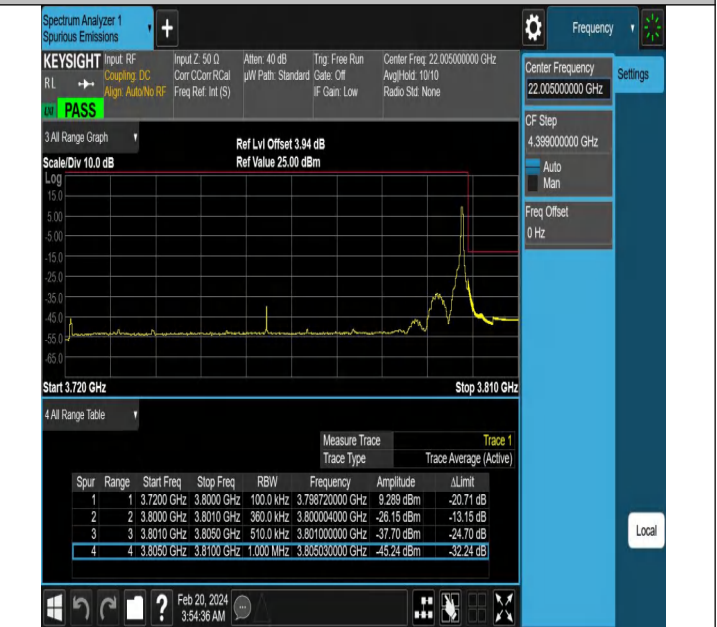 Spectrum Analyzer 1
Spurious Emissions
Frequency
KEYSIGHT Input: RF Input Z: 50 Ω Atten: 40 dB Trig: Free Run Center Freq: 22.005000000 GHz
RL Coupling: DC Corr CCorr RCal µW Path: Standard Gate: Off Avg|Hold: 10/10
Align: Auto/No RF Freq Ref: Int (S) IF Gain: Low Radio Std: None
LXI PASS
Center Frequency
22.005000000 GHz
Settings
CF Step
4.399000000 GHz
Auto
Man
Freq Offset
0 Hz
Local
3 All Range Graph
Ref Lvl Offset 3.94 dB
Scale/Div 10.0 dB Ref Value 25.00 dBm
Log
15.0
5.00
-5.00
-15.0
-25.0
-35.0
-45.0
-55.0
-65.0
Start 3.720 GHz Stop 3.810 GHz
4 All Range Table
Measure Trace Trace 1
Trace Type Trace Average (Active)
Spur Range Start Freq Stop Freq RBW Frequency Amplitude ΔLimit
1 1 3.7200 GHz 3.8000 GHz 100.0 kHz 3.798720000 GHz 9.289 dBm -20.71 dB
2 2 3.8000 GHz 3.8010 GHz 360.0 kHz 3.800004000 GHz -26.15 dBm -13.15 dB
3 3 3.8010 GHz 3.8050 GHz 510.0 kHz 3.801000000 GHz -37.70 dBm -24.70 dB
4 4 3.8050 GHz 3.8100 GHz 1.000 MHz 3.805030000 GHz -45.24 dBm -32.24 dB
Feb 20, 2024
3:54:36 AM